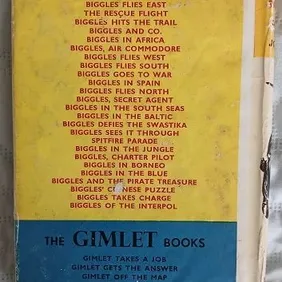 BIGGLES FLIES EAST
THE RESCUE FLIGHT
BIGGLES HITS THE TRAIL
BIGGLES AND CO.
BIGGLES IN AFRICA
BIGGLES, AIR COMMODORE
BIGGLES FLIES WEST
BIGGLES FLIES SOUTH
BIGGLES GOES TO WAR
BIGGLES IN SPAIN
BIGGLES FLIES NORTH
BIGGLES, SECRET AGENT
BIGGLES IN THE SOUTH SEAS
BIGGLES IN THE BALTIC
BIGGLES DEFIES THE SWASTIKA
BIGGLES SEES IT THROUGH
SPITFIRE PARADE
BIGGLES IN THE JUNGLE
BIGGLES, CHARTER PILOT
BIGGLES IN BORNEO
BIGGLES IN THE BLUE
BIGGLES AND THE PIRATE TREASURE
BIGGLES' CHINESE PUZZLE
BIGGLES TAKES CHARGE
BIGGLES OF THE INTERPOL
THE GIMLET BOOKS
GIMLET TAKES A JOB
GIMLET GETS THE ANSWER
GIMLET OFF THE MAP